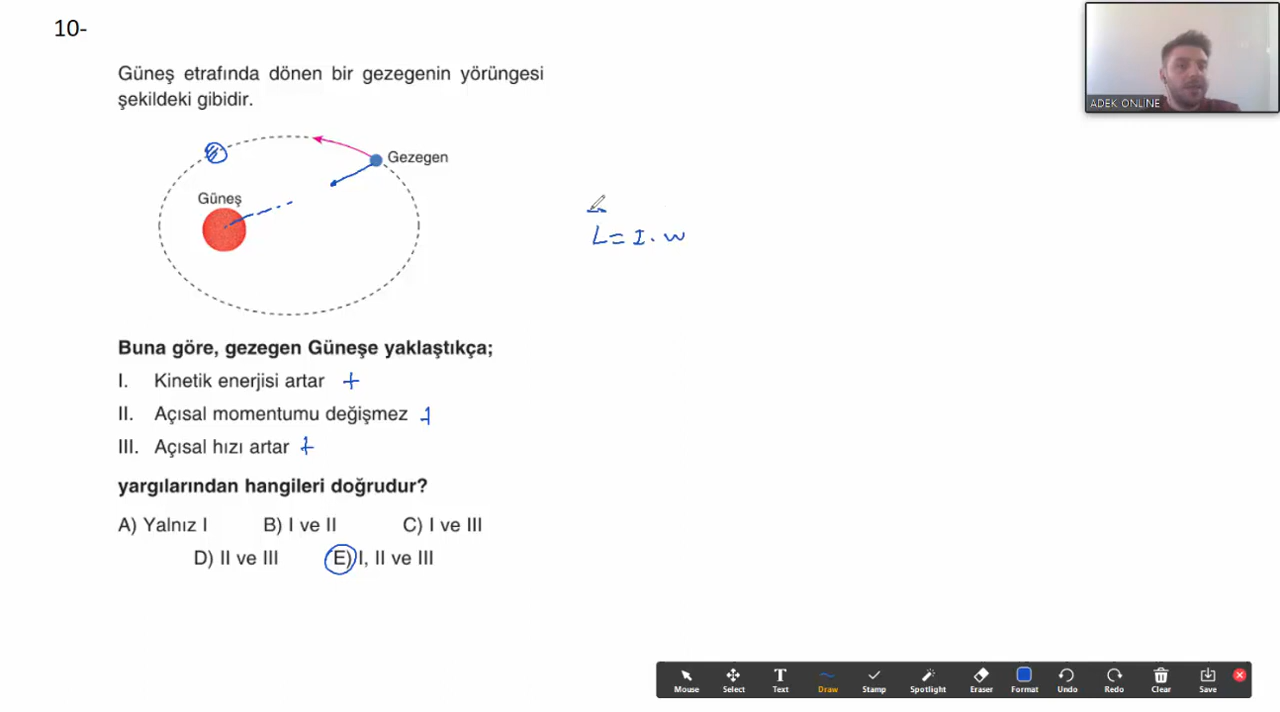 10-
ADEK ONLINE
Güneş etrafında dönen bir gezegenin yörüngesi
şekildeki gibidir.
Gezegen
Güneş
L = I . w
Buna göre, gezegen Güneşe yaklaştıkça;
I. Kinetik enerjisi artar +
II. Açısal momentumu değişmez +
III. Açısal hızı artar +
yargılarından hangileri doğrudur?
A) Yalnız I B) I ve II C) I ve III
D) II ve III E) I, II ve III
Mouse Select Text Draw Stamp Spotlight Eraser Format Undo Redo Clear Save